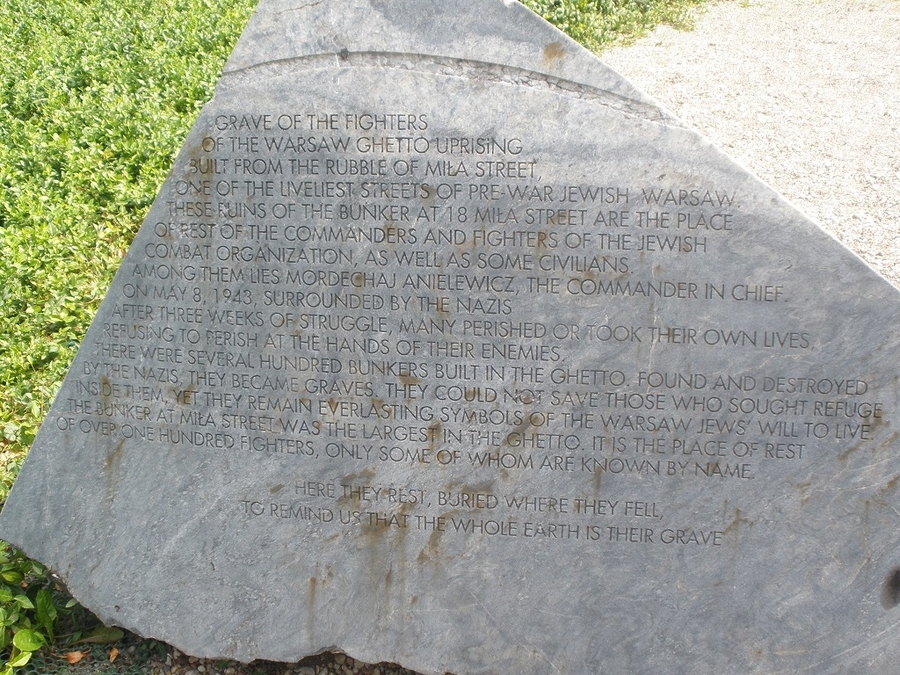 GRAVE OF THE FIGHTERS
OF THE WARSAW GHETTO UPRISING
BUILT FROM THE RUBBLE OF MIŁA STREET,
ONE OF THE LIVELIEST STREETS OF PRE-WAR JEWISH WARSAW.
THESE RUINS OF THE BUNKER AT 18 MIŁA STREET ARE THE PLACE
OF REST OF THE COMMANDERS AND FIGHTERS OF THE JEWISH
COMBAT ORGANIZATION, AS WELL AS SOME CIVILIANS.
AMONG THEM LIES MORDECHAJ ANIELEWICZ, THE COMMANDER IN CHIEF.
ON MAY 8, 1943, SURROUNDED BY THE NAZIS
AFTER THREE WEEKS OF STRUGGLE, MANY PERISHED OR TOOK THEIR OWN LIVES,
REFUSING TO PERISH AT THE HANDS OF THEIR ENEMIES.
THERE WERE SEVERAL HUNDRED BUNKERS BUILT IN THE GHETTO. FOUND AND DESTROYED
BY THE NAZIS, THEY BECAME GRAVES. THEY COULD NOT SAVE THOSE WHO SOUGHT REFUGE
INSIDE THEM, YET THEY REMAIN EVERLASTING SYMBOLS OF THE WARSAW JEWS' WILL TO LIVE.
THE BUNKER AT MIŁA STREET WAS THE LARGEST IN THE GHETTO. IT IS THE PLACE OF REST
OF OVER ONE HUNDRED FIGHTERS, ONLY SOME OF WHOM ARE KNOWN BY NAME.
HERE THEY REST, BURIED WHERE THEY FELL,
TO REMIND US THAT THE WHOLE EARTH IS THEIR GRAVE